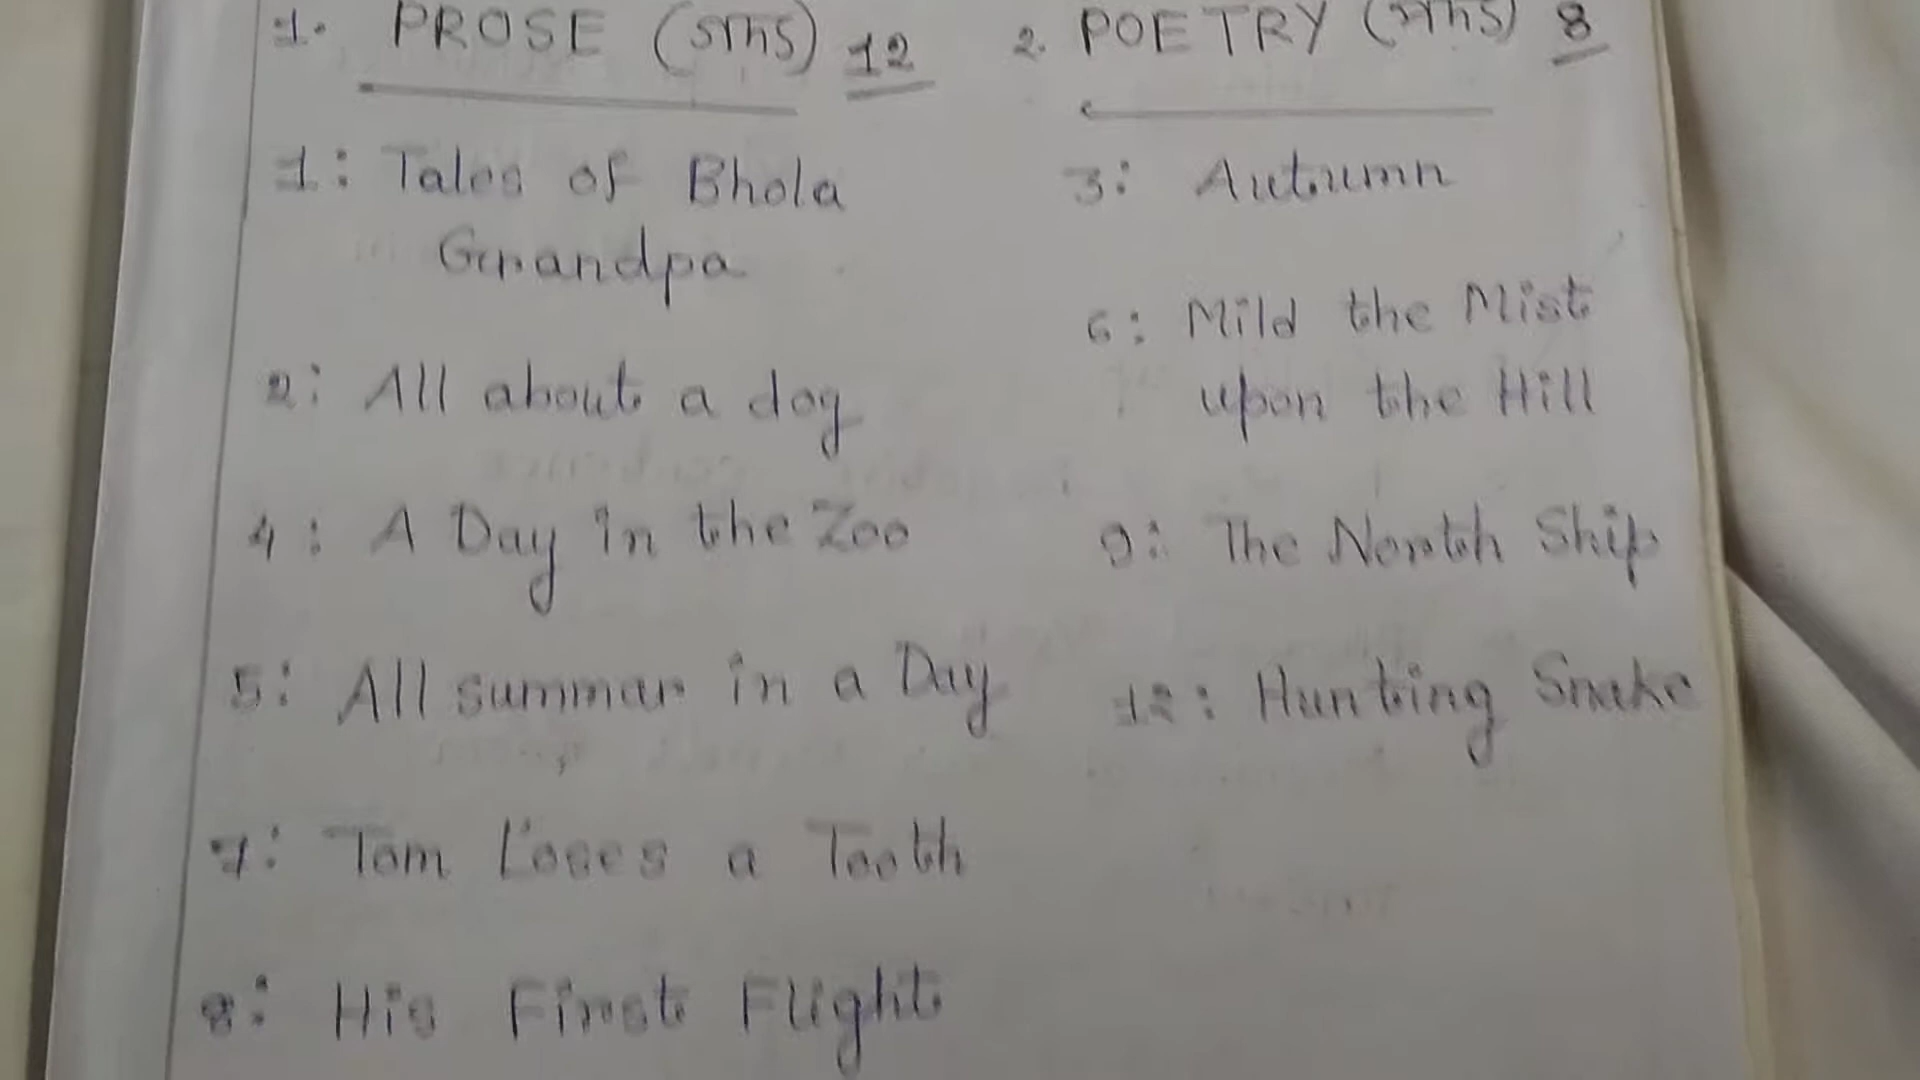 1. PROSE (গদ্য) 12
1: Tales of Bhola
Grandpa
2: All about a dog
4: A Day in the Zoo
5: All summar in a Day
7: Tom Loses a Tooth
8: His First Flight
2. POETRY (পদ্য) 8
3: Autumn
6: Mild the Mist
upon the Hill
9: The North Ship
12: Hunting Snake